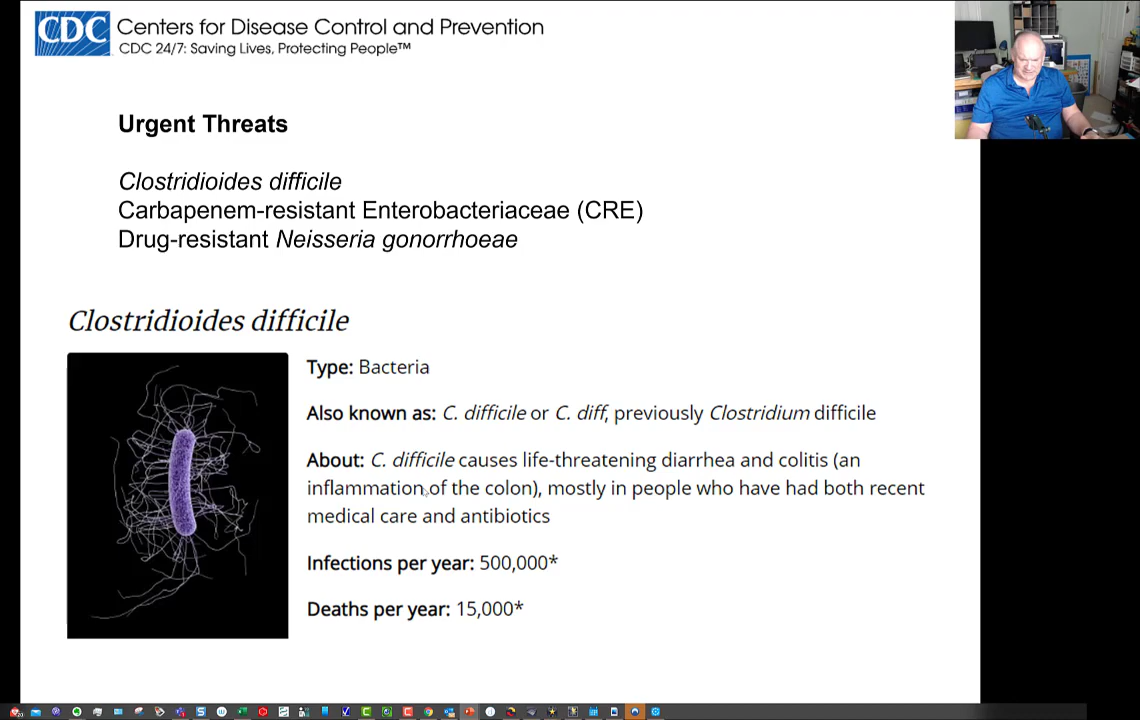 CDC Centers for Disease Control and Prevention
CDC 24/7: Saving Lives, Protecting People™
Urgent Threats
Clostridioides difficile
Carbapenem-resistant Enterobacteriaceae (CRE)
Drug-resistant Neisseria gonorrhoeae
Clostridioides difficile
Type: Bacteria
Also known as: C. difficile or C. diff, previously Clostridium difficile
About: C. difficile causes life-threatening diarrhea and colitis (an
inflammation of the colon), mostly in people who have had both recent
medical care and antibiotics
Infections per year: 500,000*
Deaths per year: 15,000*